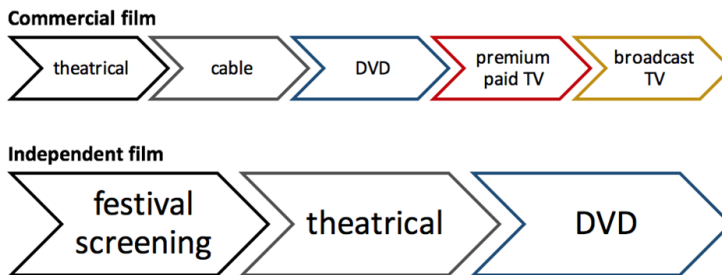 Commercial film
theatrical
cable
DVD
premium
paid TV
broadcast
TV
Independent film
festival
screening
theatrical
DVD